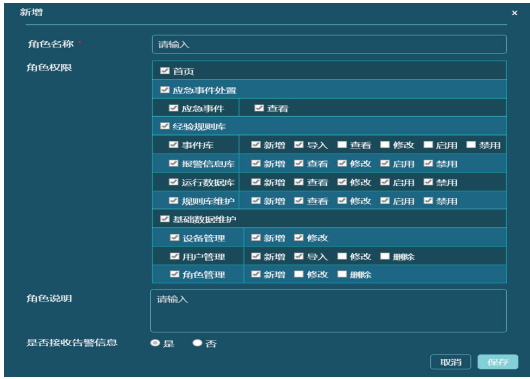 新增 ×
角色名称 * 请输入
角色权限 首页
应急事件处置
应急事件 查看
经验规则库
事件库 新增 导入 查看 修改 启用 禁用
报警信息库 新增 查看 修改 启用 禁用
运行数据库 新增 查看 修改 启用 禁用
规则库维护 新增 查看 修改 启用 禁用
基础数据维护
设备管理 新增 修改
用户管理 新增 导入 修改 删除
角色管理 新增 修改 删除
角色说明 请输入
是否接收告警信息 是 否
取消 保存